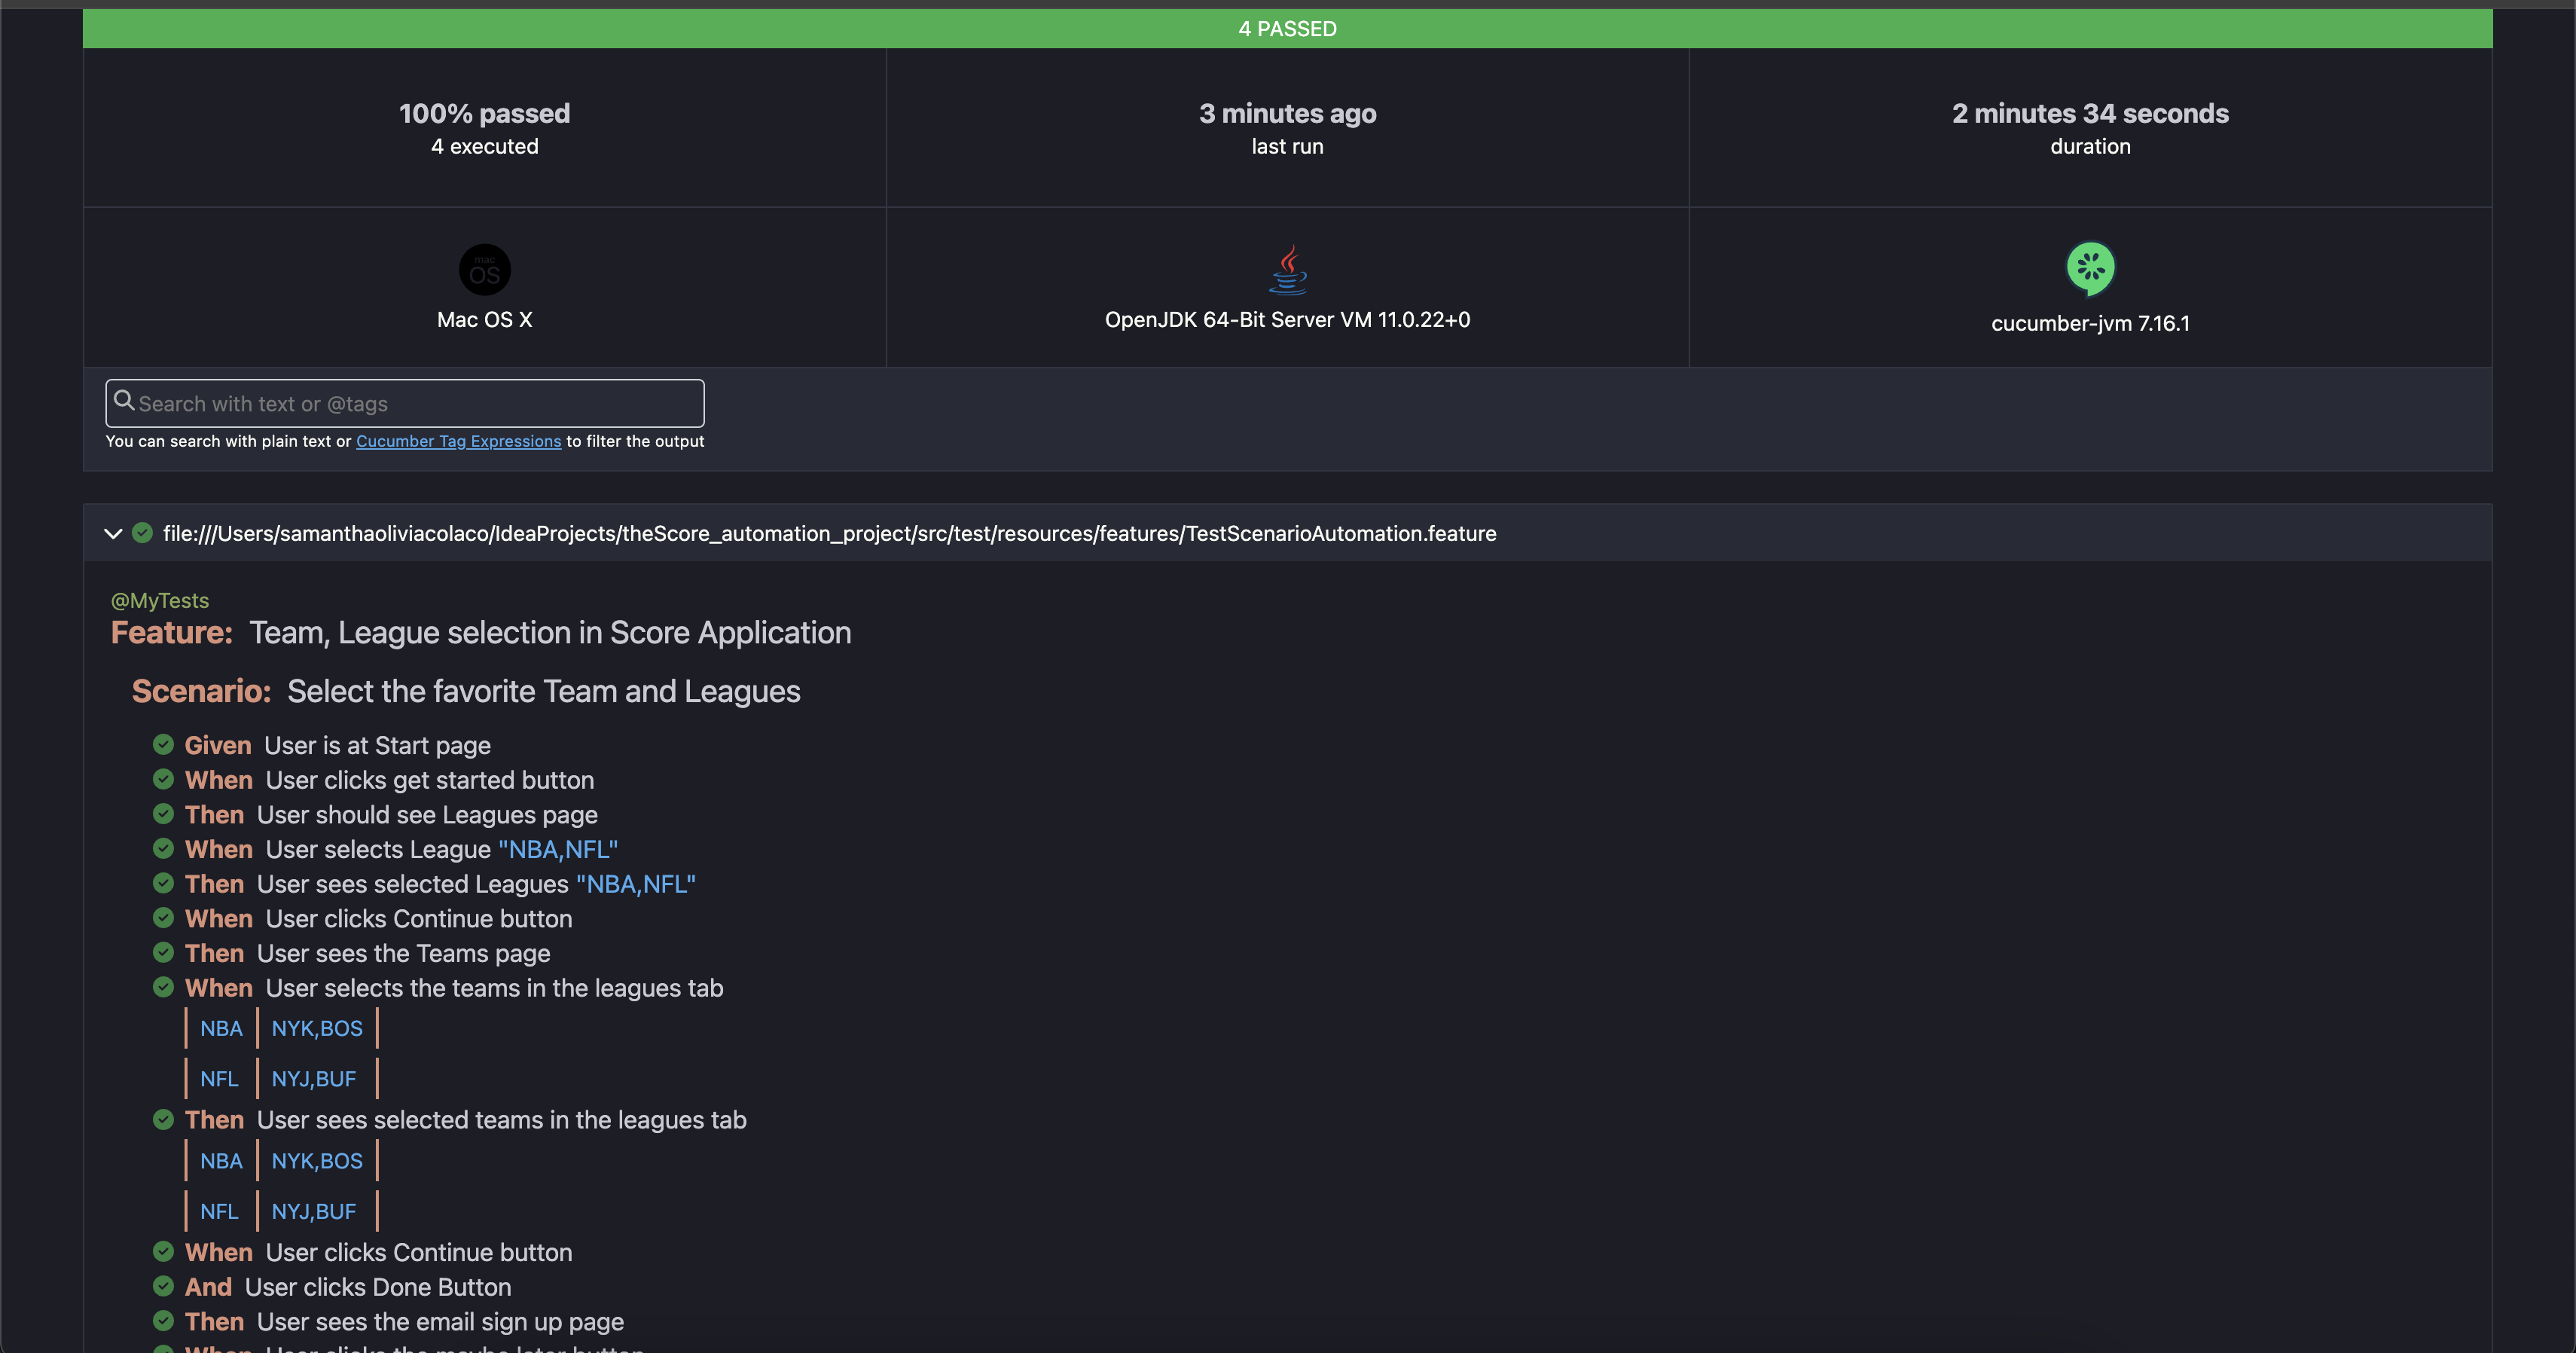 4 PASSED
100% passed
4 executed
3 minutes ago
last run
2 minutes 34 seconds
duration
mac
OS
Mac OS X
OpenJDK 64-Bit Server VM 11.0.22+0
cucumber-jvm 7.16.1
Search with text or @tags
You can search with plain text or Cucumber Tag Expressions to filter the output
file:///Users/samanthaoliviacolaco/IdeaProjects/theScore_automation_project/src/test/resources/features/TestScenarioAutomation.feature
@MyTests
Feature: Team, League selection in Score Application
Scenario: Select the favorite Team and Leagues
Given User is at Start page
When User clicks get started button
Then User should see Leagues page
When User selects League "NBA,NFL"
Then User sees selected Leagues "NBA,NFL"
When User clicks Continue button
Then User sees the Teams page
When User selects the teams in the leagues tab
NBA NYK,BOS
NFL NYJ,BUF
Then User sees selected teams in the leagues tab
NBA NYK,BOS
NFL NYJ,BUF
When User clicks Continue button
And User clicks Done Button
Then User sees the email sign up page
When User clicks the maybe later button